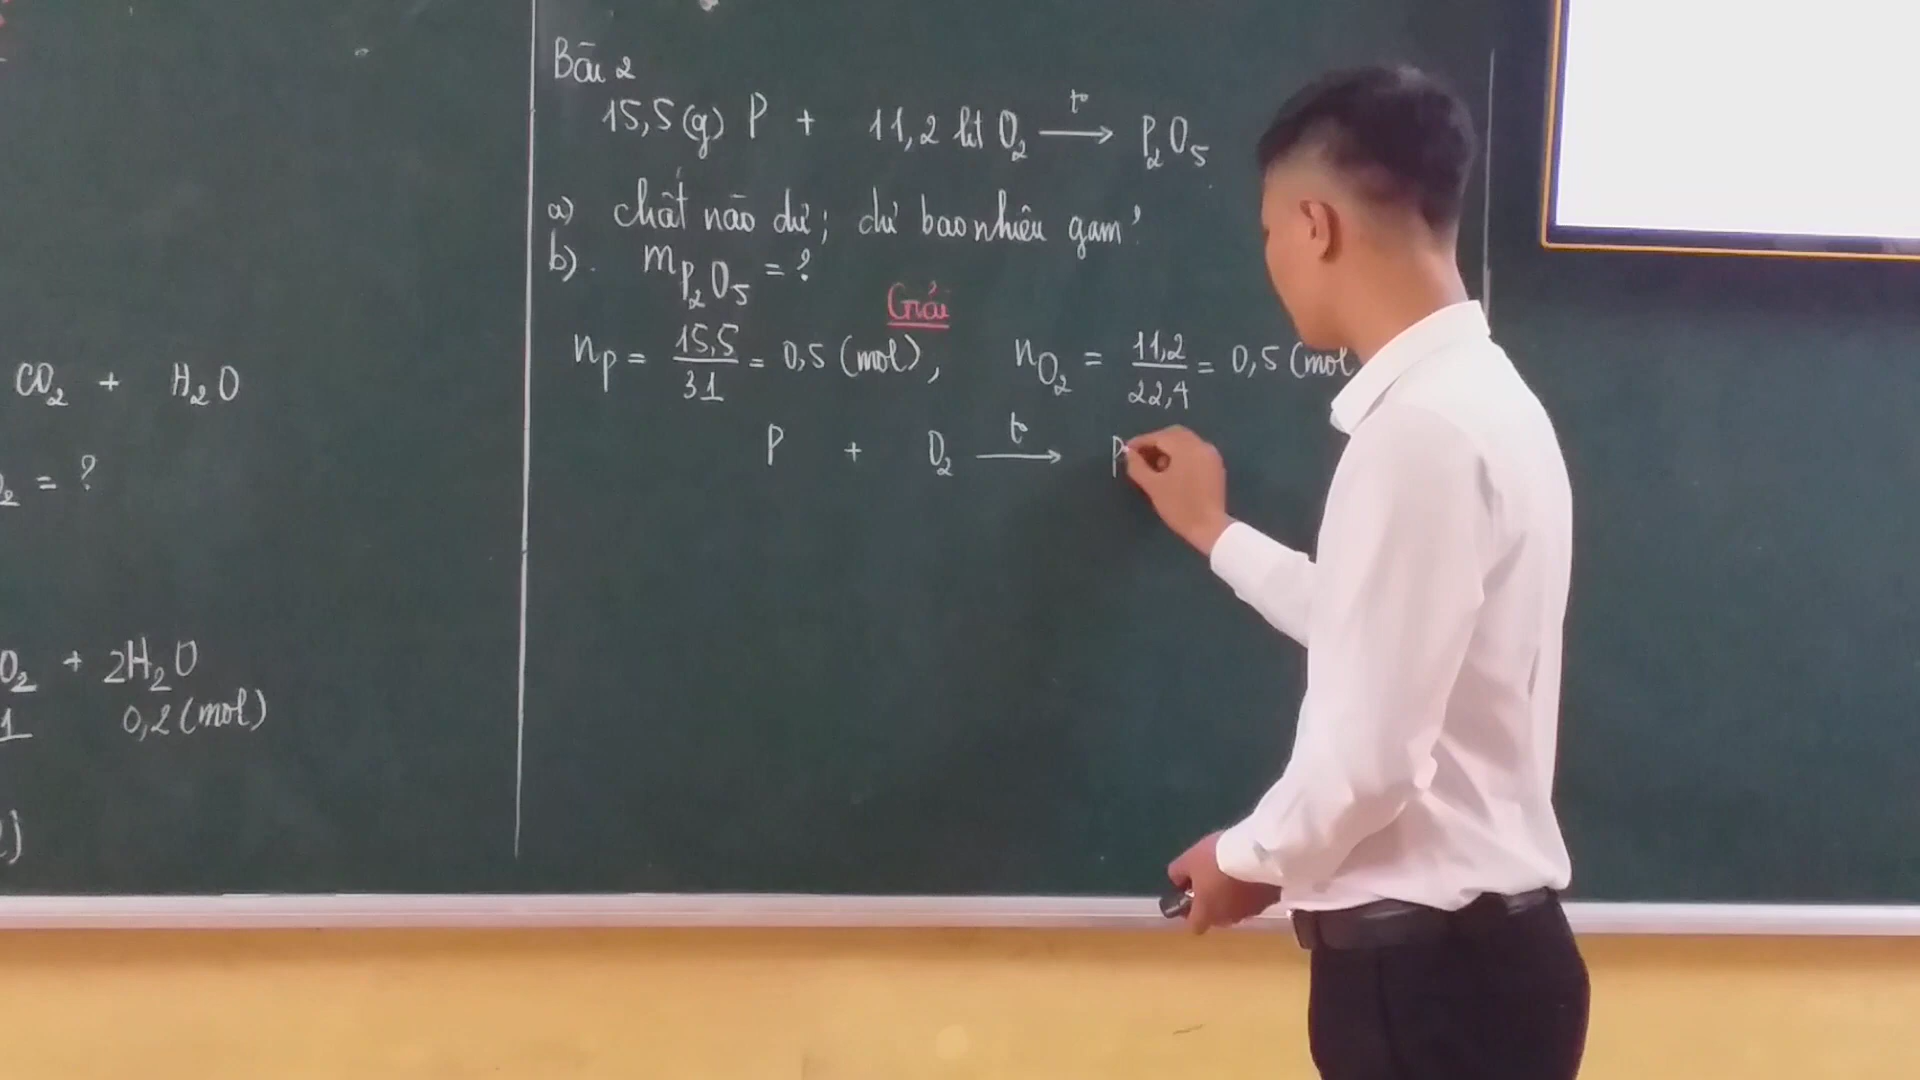 CO₂ + H₂O
₂ = ?
O₂ + 2H₂O
1 0,2 (mol)
Bài 2
15,5(g) P + 11,2 lít O₂ →(t°) P₂O₅
a) chất nào dư; dư bao nhiêu gam?
b). m P₂O₅ = ?
Giải
nP = 15,5/31 = 0,5 (mol), nO₂ = 11,2/22,4 = 0,5 (mol
P + O₂ →(t°) P